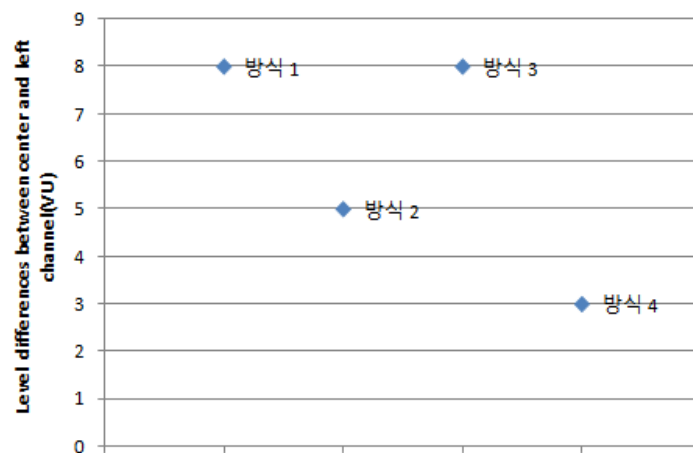 Level differences between center and left
channel(VU)
9
8
7
6
5
4
3
2
1
0
방식 1
방식 3
방식 2
방식 4